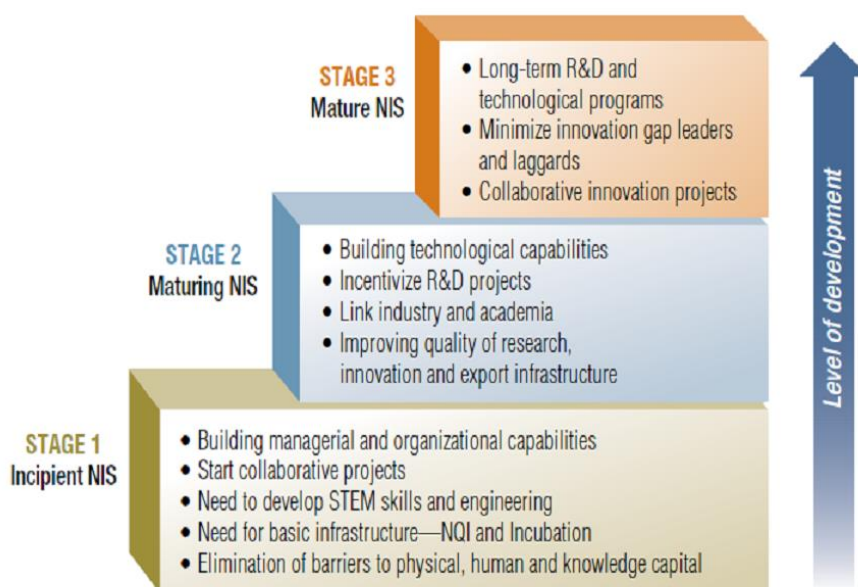 STAGE 3
Mature NIS
• Long-term R&D and
technological programs
• Minimize innovation gap leaders
and laggards
• Collaborative innovation projects
STAGE 2
Maturing NIS
• Building technological capabilities
• Incentivize R&D projects
• Link industry and academia
• Improving quality of research,
innovation and export infrastructure
STAGE 1
Incipient NIS
• Building managerial and organizational capabilities
• Start collaborative projects
• Need to develop STEM skills and engineering
• Need for basic infrastructure—NQI and Incubation
• Elimination of barriers to physical, human and knowledge capital
Level of development